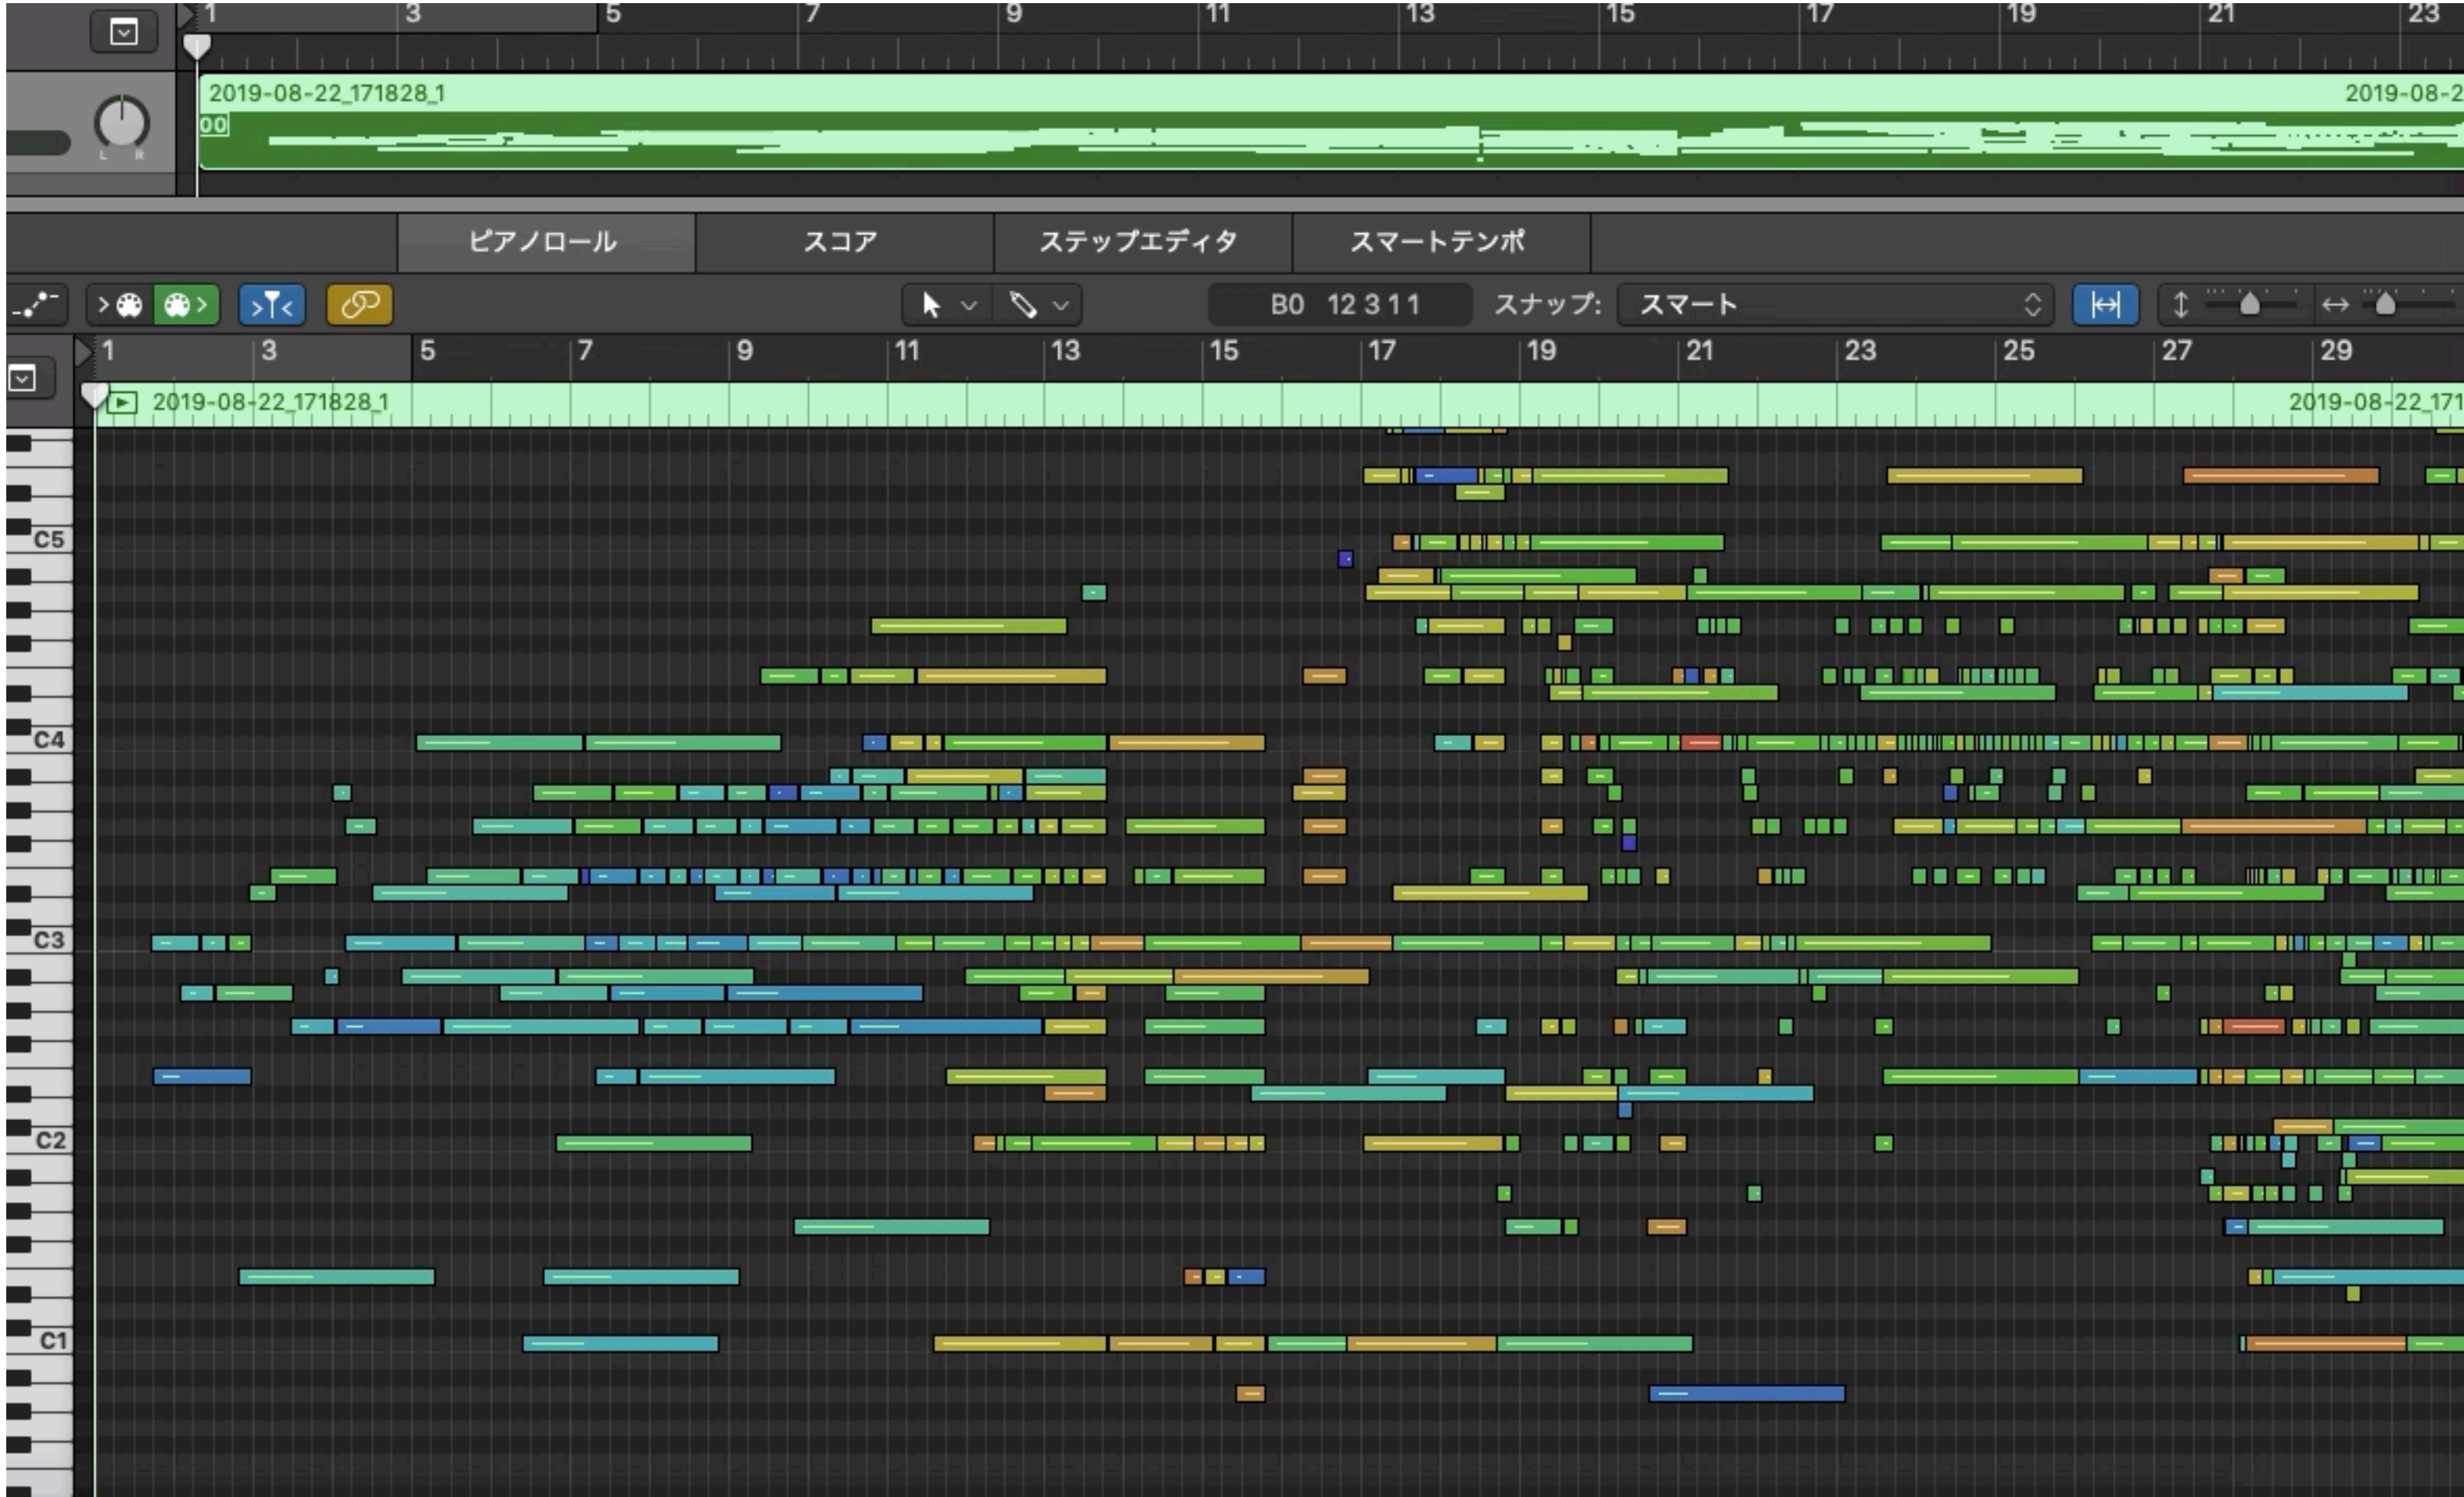 1 3 5 7 9 11 13 15 17 19 21 23
2019-08-22_171828_1 2019-08-2
00
L R
ピアノロール スコア ステップエディタ スマートテンポ
B0 12 3 1 1 スナップ: スマート
1 3 5 7 9 11 13 15 17 19 21 23 25 27 29
2019-08-22_171828_1 2019-08-22_171
C5
C4
C3
C2
C1